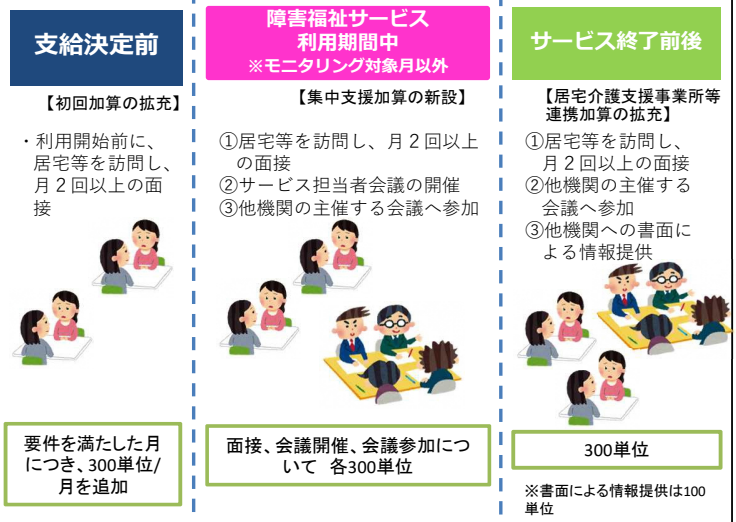 支給決定前
【初回加算の拡充】
・利用開始前に、
居宅等を訪問し、
月２回以上の面
接
要件を満たした月
につき、300単位/
月を追加
障害福祉サービス
利用期間中
※モニタリング対象月以外
【集中支援加算の新設】
①居宅等を訪問し、月２回以上
の面接
②サービス担当者会議の開催
③他機関の主催する会議へ参加
面接、会議開催、会議参加につ
いて 各300単位
サービス終了前後
【居宅介護支援事業所等
連携加算の拡充】
①居宅等を訪問し、
月２回以上の面接
②他機関の主催する
会議へ参加
③他機関への書面に
よる情報提供
300単位
※書面による情報提供は100
単位